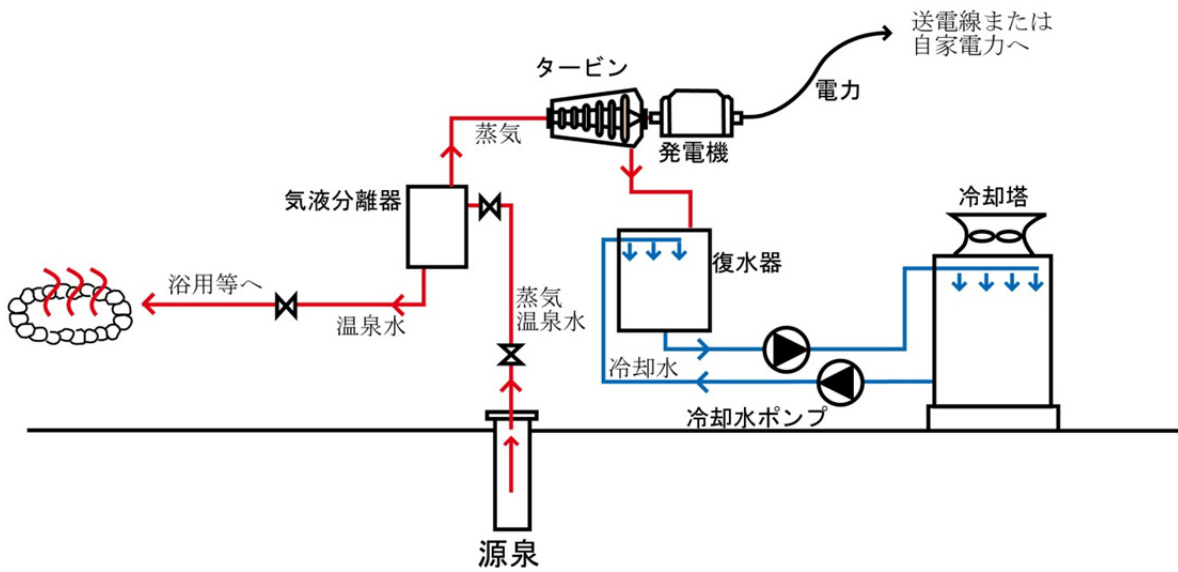 送電線または
自家電力へ
タービン
電力
蒸気
発電機
気液分離器
冷却塔
復水器
浴用等へ
蒸気
温泉水
温泉水
冷却水
冷却水ポンプ
源泉